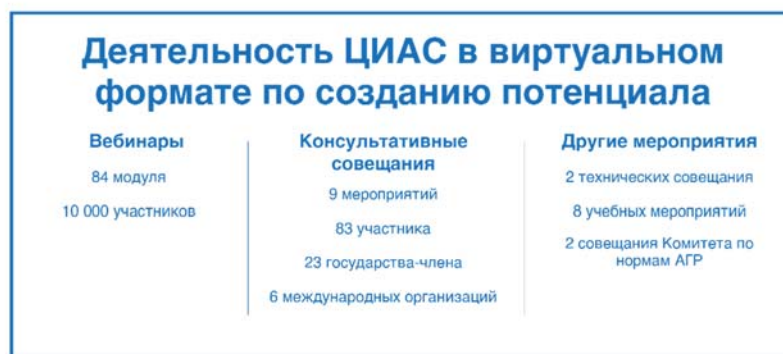 Деятельность ЦИАС в виртуальном
формате по созданию потенциала
Вебинары
84 модуля
10 000 участников
Консультативные
совещания
9 мероприятий
83 участника
23 государства-члена
6 международных организаций
Другие мероприятия
2 технических совещания
8 учебных мероприятий
2 совещания Комитета по
нормам АГР